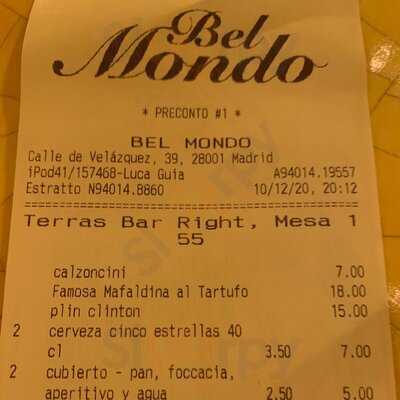 Bel
Mondo
* PRECONTO #1 *
BEL MONDO
Calle de Velázquez, 39, 28001 Madrid
iPod41/157468-Luca Guia A94014.19557
Estratto N94014.8860 10/12/20, 20:12
Terras Bar Right, Mesa 1
55
calzoncini 7.00
Famosa Mafaldina al Tartufo 18.00
plin clinton 15.00
2 cerveza cinco estrellas 40
cl 3.50 7.00
2 cubierto - pan, foccacia,
aperitivo y agua 2.50 5.00